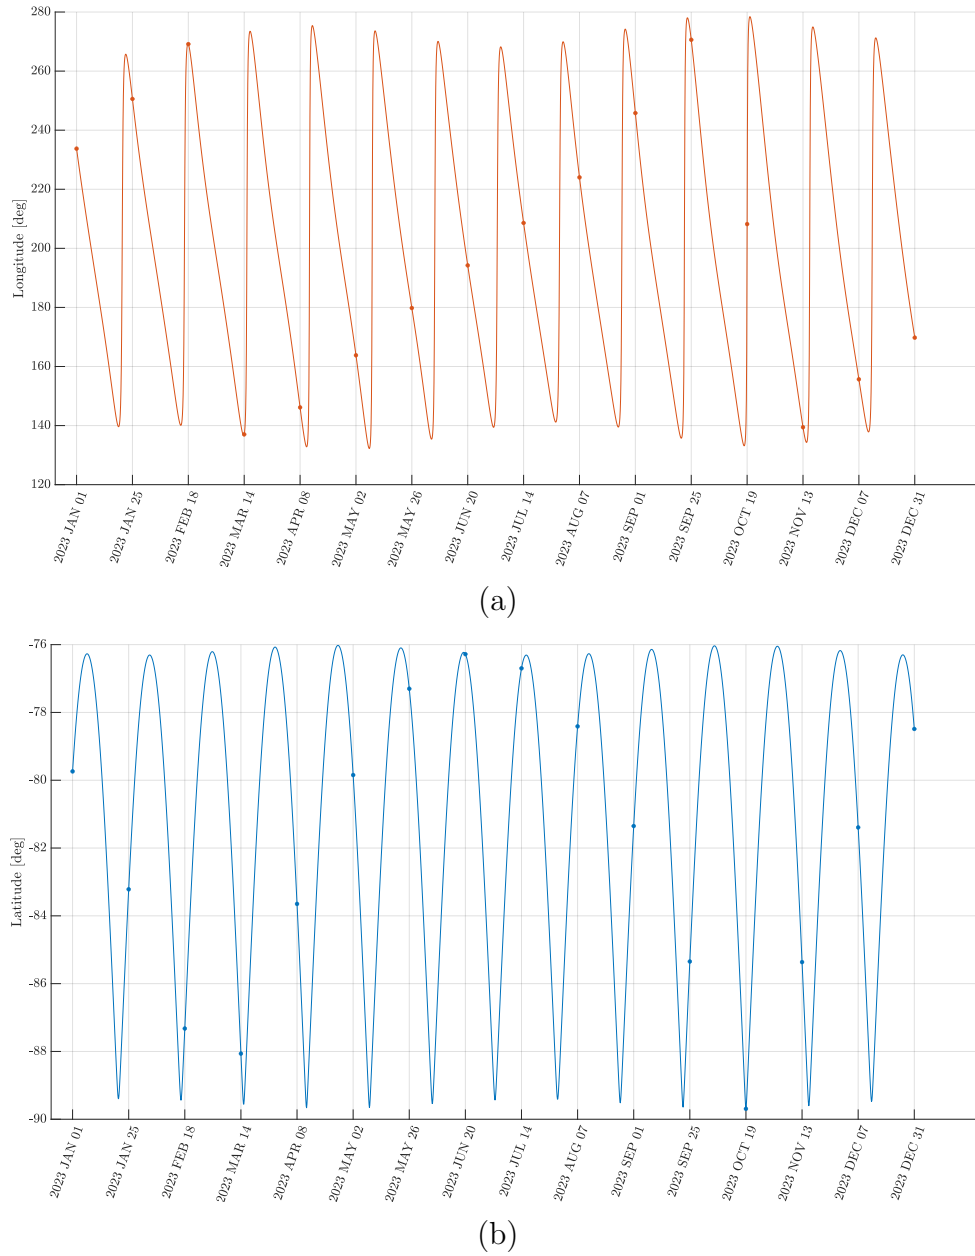 280
260
240
220
200
180
160
140
120
Longitude [deg]
2023 JAN 01
2023 JAN 25
2023 FEB 18
2023 MAR 14
2023 APR 08
2023 MAY 02
2023 MAY 26
2023 JUN 20
2023 JUL 14
2023 AUG 07
2023 SEP 01
2023 SEP 25
2023 OCT 19
2023 NOV 13
2023 DEC 07
2023 DEC 31
(a)
-76
-78
-80
-82
-84
-86
-88
-90
Latitude [deg]
2023 JAN 01
2023 JAN 25
2023 FEB 18
2023 MAR 14
2023 APR 08
2023 MAY 02
2023 MAY 26
2023 JUN 20
2023 JUL 14
2023 AUG 07
2023 SEP 01
2023 SEP 25
2023 OCT 19
2023 NOV 13
2023 DEC 07
2023 DEC 31
(b)